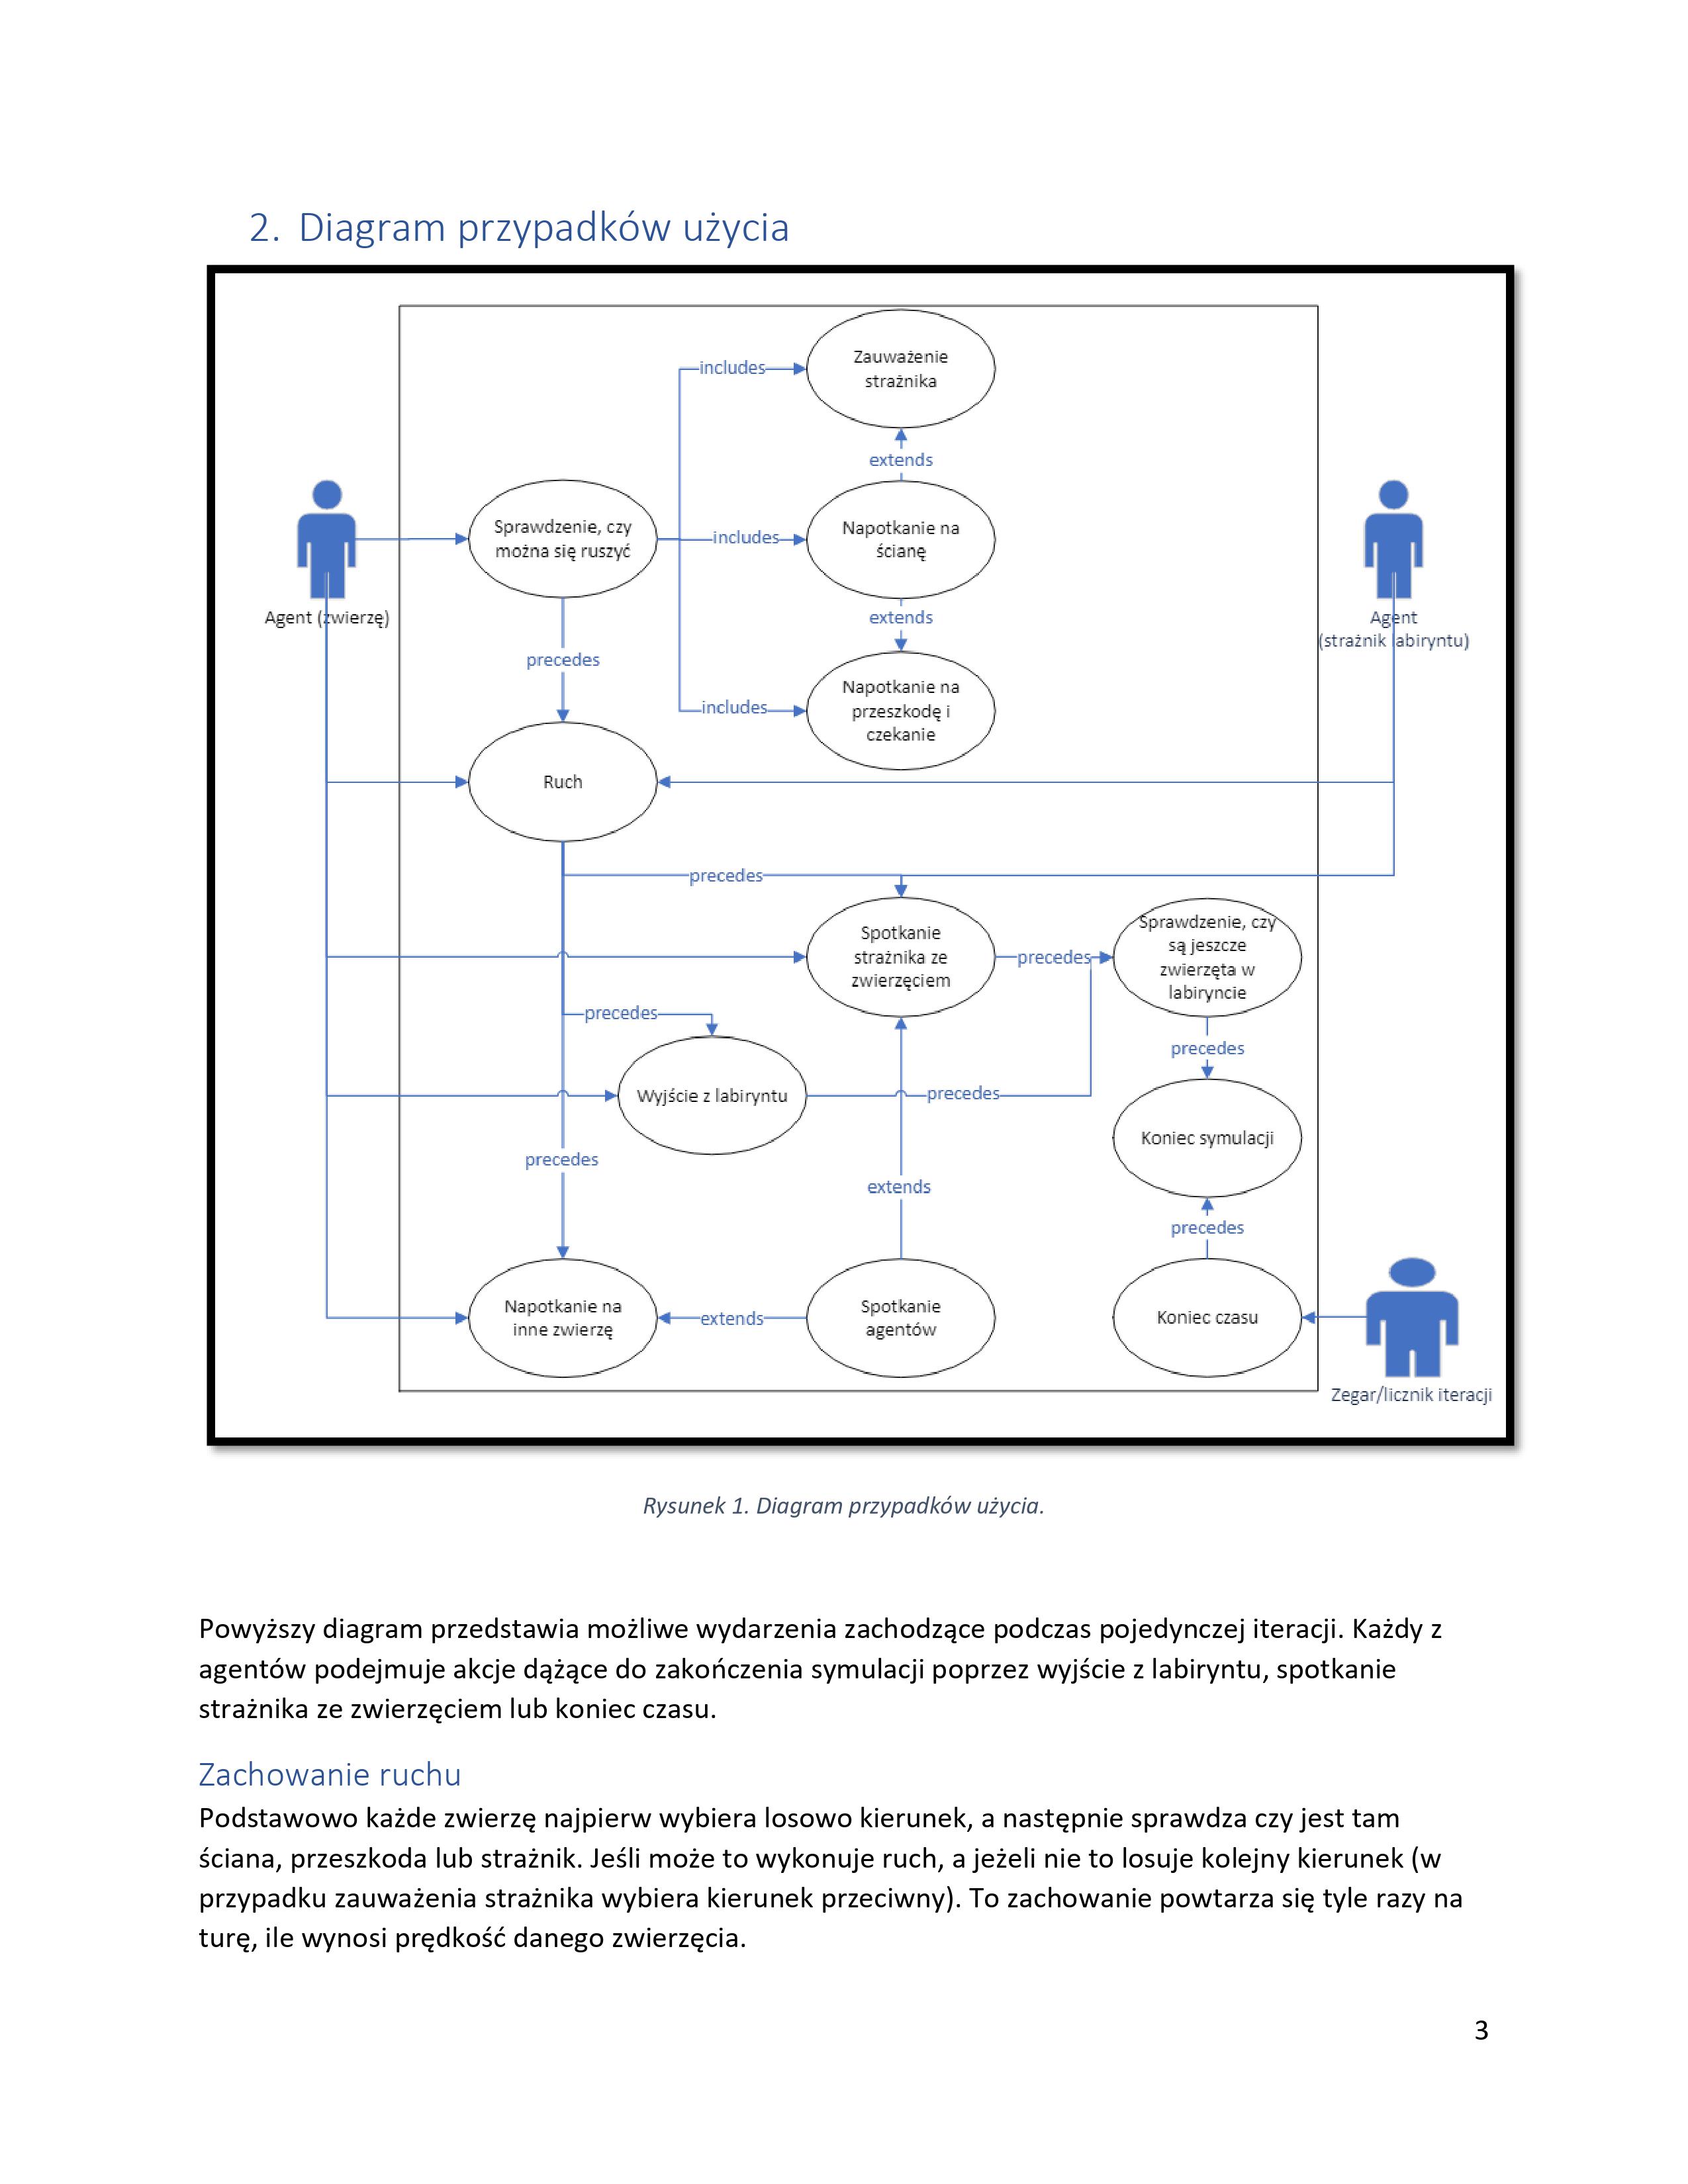 2. Diagram przypadków użycia
Zauważenie
strażnika
includes
extends
Sprawdzenie, czy
można się ruszyć
includes
Napotkanie na
ścianę
Agent (zwierzę)
extends
Agent
(strażnik labiryntu)
precedes
includes
Napotkanie na
przeszkodę i
czekanie
Ruch
precedes
Spotkanie
strażnika ze
zwierzęciem
precedes
Sprawdzenie, czy
są jeszcze
zwierzęta w
labiryncie
precedes
precedes
Wyjście z labiryntu
precedes
Koniec symulacji
precedes
extends
precedes
Napotkanie na
inne zwierzę
extends
Spotkanie
agentów
Koniec czasu
Zegar/licznik iteracji
Rysunek 1. Diagram przypadków użycia.
Powyższy diagram przedstawia możliwe wydarzenia zachodzące podczas pojedynczej iteracji. Każdy z
agentów podejmuje akcje dążące do zakończenia symulacji poprzez wyjście z labiryntu, spotkanie
strażnika ze zwierzęciem lub koniec czasu.
Zachowanie ruchu
Podstawowo każde zwierzę najpierw wybiera losowo kierunek, a następnie sprawdza czy jest tam
ściana, przeszkoda lub strażnik. Jeśli może to wykonuje ruch, a jeżeli nie to losuje kolejny kierunek (w
przypadku zauważenia strażnika wybiera kierunek przeciwny). To zachowanie powtarza się tyle razy na
turę, ile wynosi prędkość danego zwierzęcia.
3